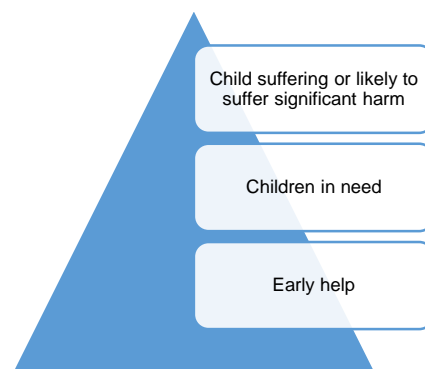 Child suffering or likely to
suffer significant harm
Children in need
Early help